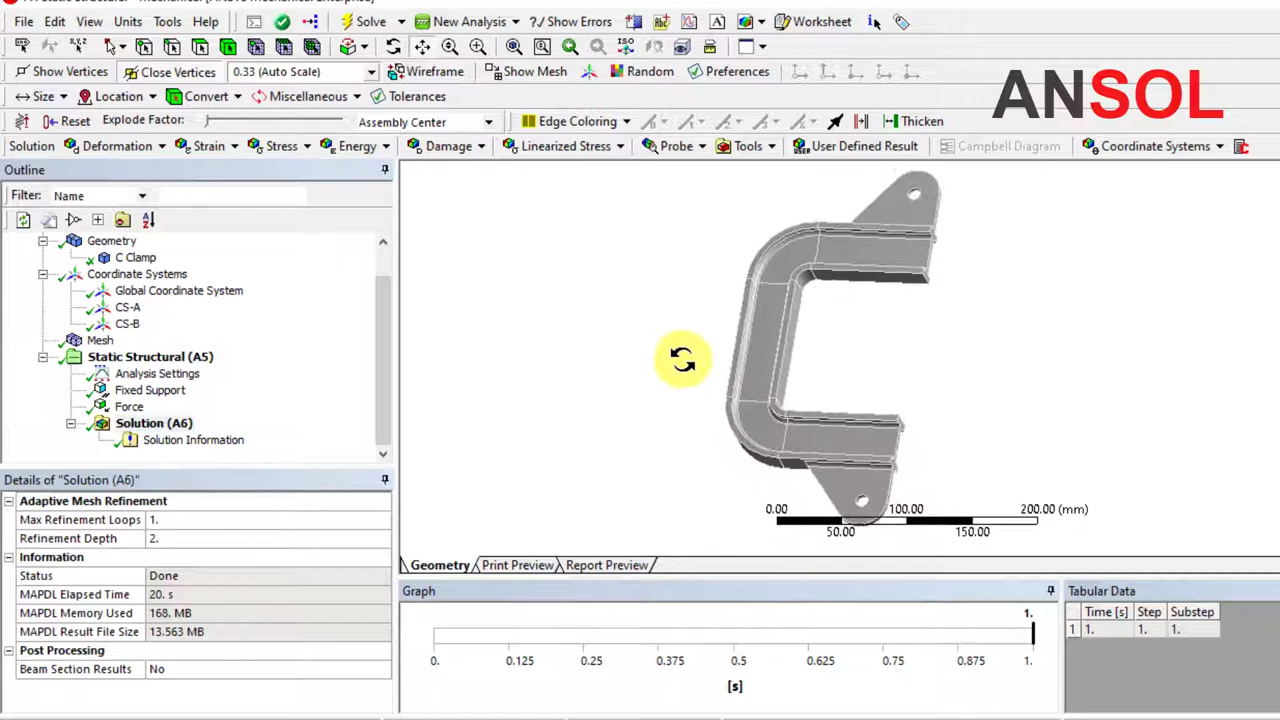 File Edit View Units Tools Help Solve New Analysis ?/ Show Errors Worksheet
Show Vertices Close Vertices 0.33 (Auto Scale) Wireframe Show Mesh Random Preferences
ANSOL
Size Location Convert Miscellaneous Tolerances
Reset Explode Factor: Assembly Center Edge Coloring Thicken
Solution Deformation Strain Stress Energy Damage Linearized Stress Probe Tools User Defined Result Campbell Diagram Coordinate Systems
Outline
Filter: Name
Geometry
C Clamp
Coordinate Systems
Global Coordinate System
CS-A
CS-B
Mesh
Static Structural (A5)
Analysis Settings
Fixed Support
Force
Solution (A6)
Solution Information
Details of "Solution (A6)"
Adaptive Mesh Refinement
Max Refinement Loops 1.
Refinement Depth 2.
Information
Status Done
MAPDL Elapsed Time 20. s
MAPDL Memory Used 168. MB
MAPDL Result File Size 13.563 MB
Post Processing
Beam Section Results No
0.00 100.00 200.00 (mm)
50.00 150.00
Geometry Print Preview Report Preview
Graph
1.
0. 0.125 0.25 0.375 0.5 0.625 0.75 0.875 1.
[s]
Tabular Data
Time [s] Step Substep
1 1. 1. 1.